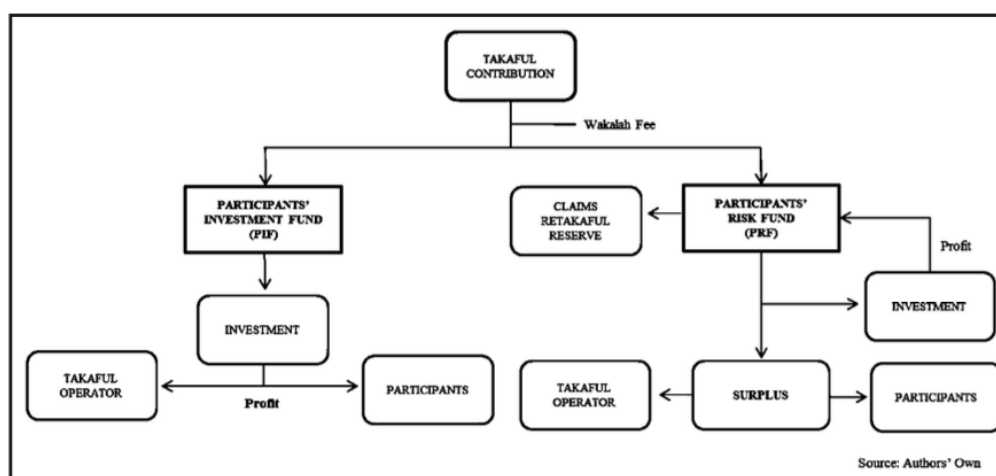 TAKAFUL
CONTRIBUTION
Wakalah Fee
PARTICIPANTS'
INVESTMENT FUND
(PIF)
CLAIMS
RETAKAFUL
RESERVE
PARTICIPANTS'
RISK FUND
(PRF)
Profit
INVESTMENT
INVESTMENT
TAKAFUL
OPERATOR
Profit
PARTICIPANTS
TAKAFUL
OPERATOR
SURPLUS
PARTICIPANTS
Source: Authors' Own